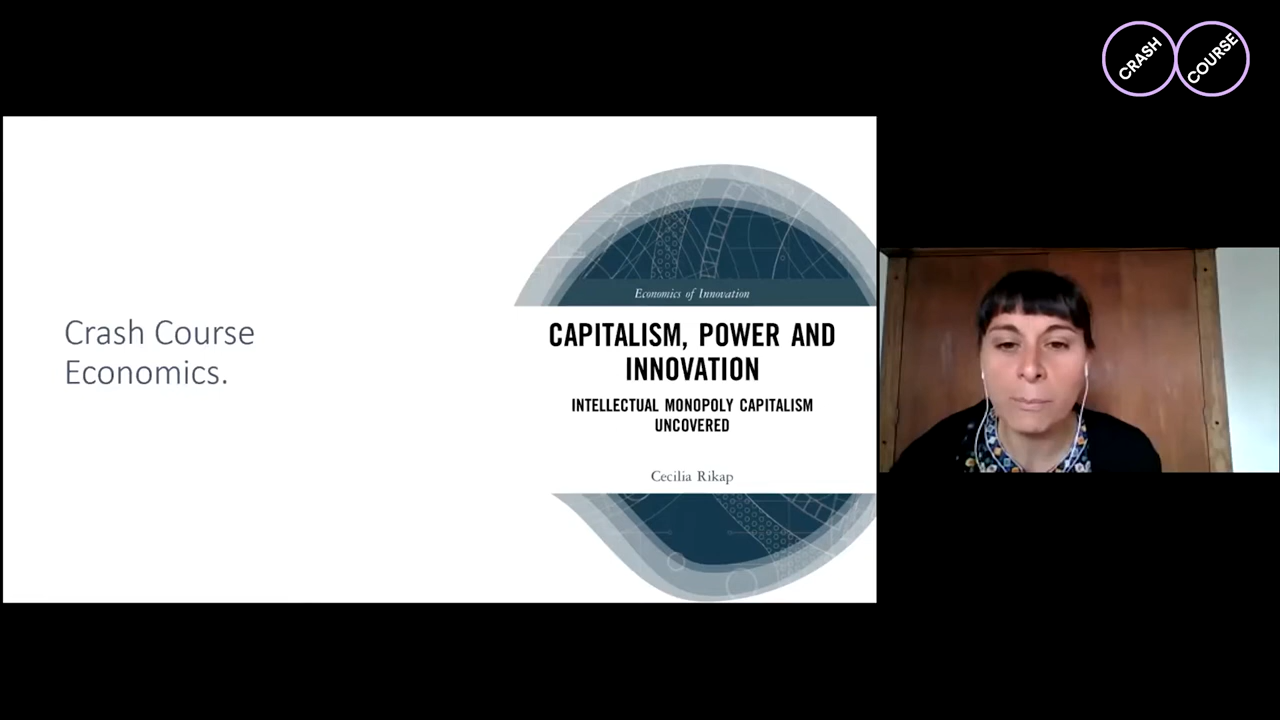 CRASH COURSE
Crash Course
Economics.
Economics of Innovation
CAPITALISM, POWER AND
INNOVATION
INTELLECTUAL MONOPOLY CAPITALISM
UNCOVERED
Cecilia Rikap